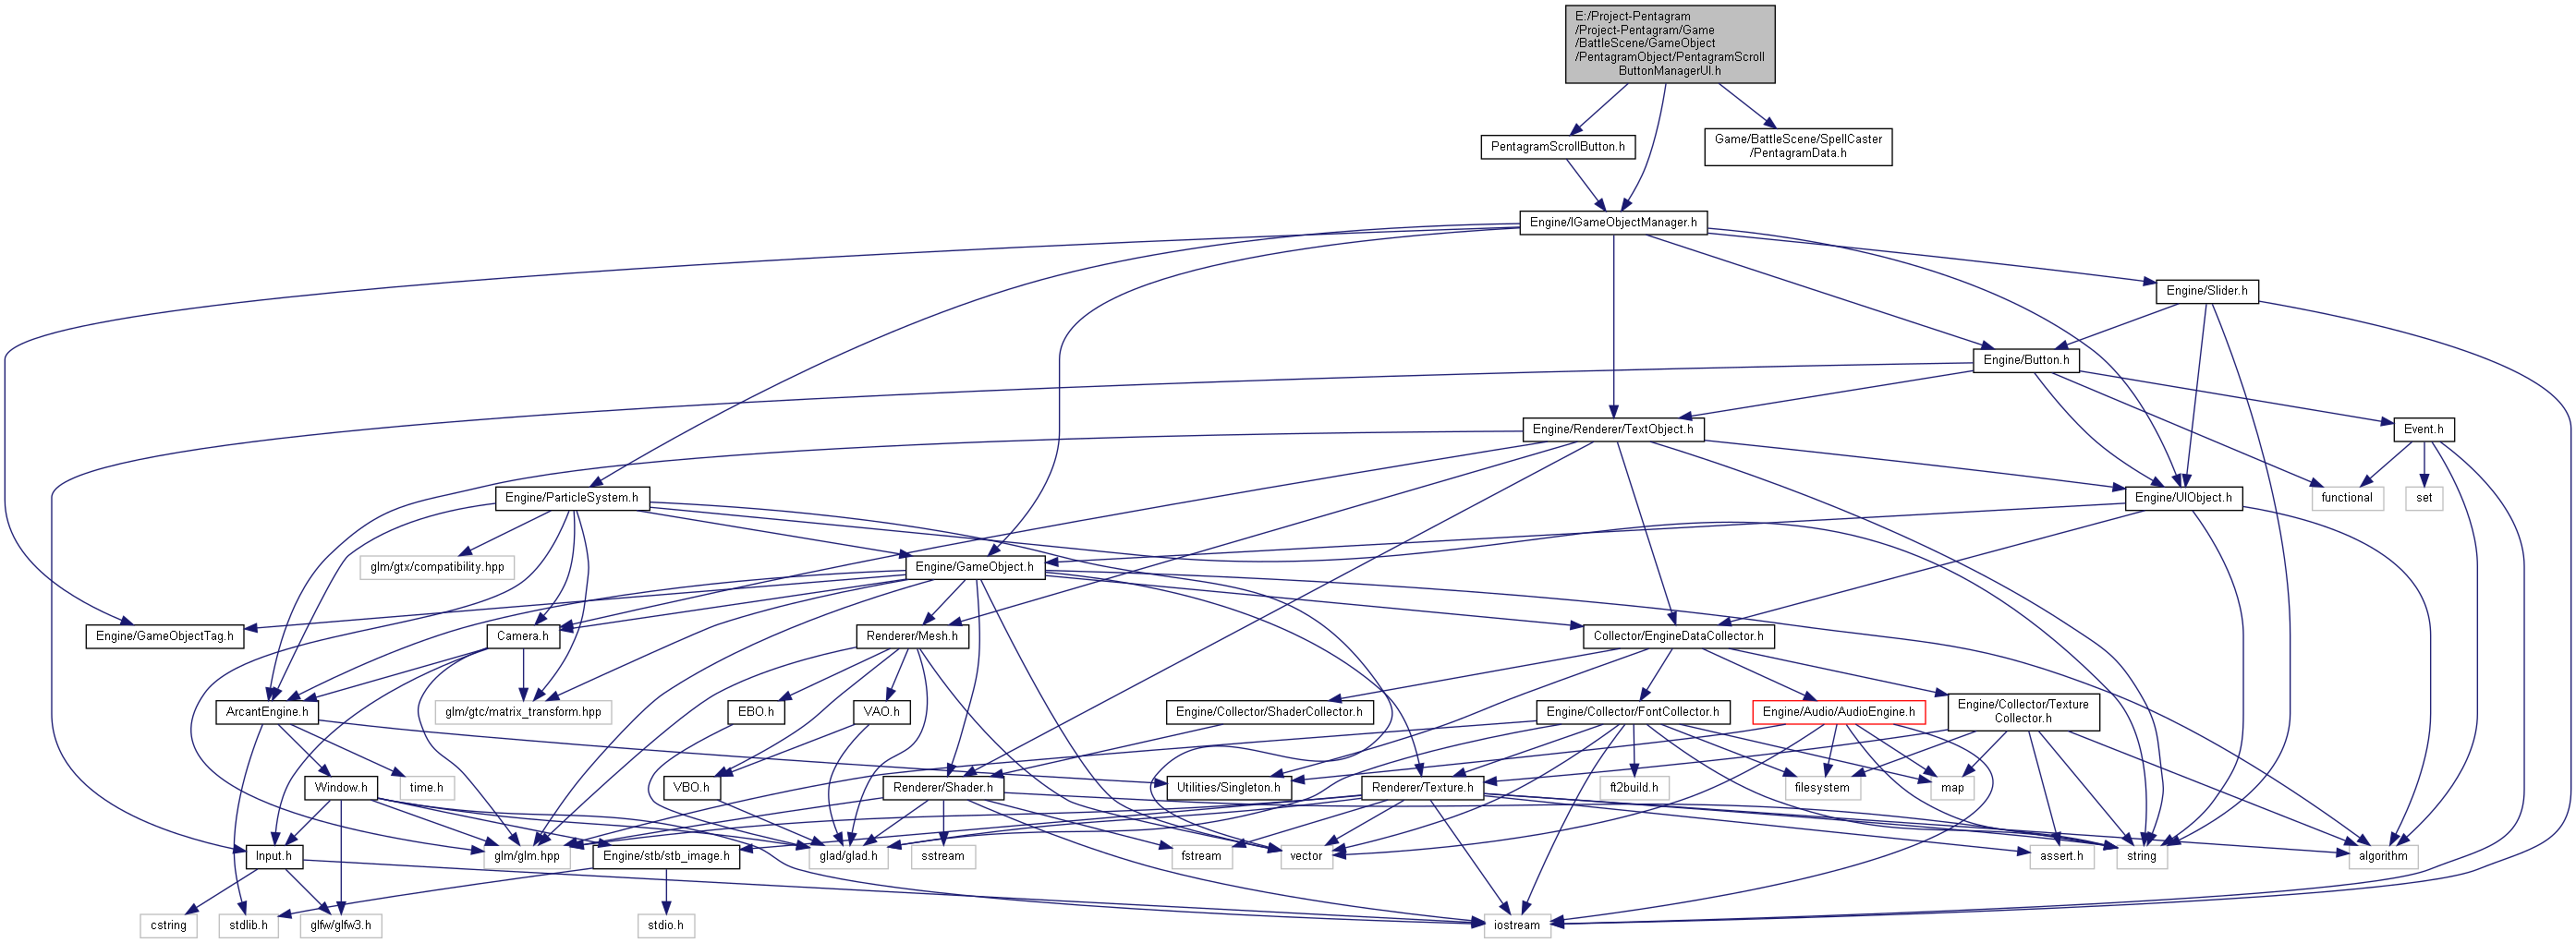 E:/Project-Pentagram
/Project-Pentagram/Game
/BattleScene/GameObject
/PentagramObject/PentagramScroll
ButtonManagerUI.h
PentagramScrollButton.h
Game/BattleScene/SpellCaster
/PentagramData.h
Engine/IGameObjectManager.h
Engine/Slider.h
Engine/Button.h
Engine/Renderer/TextObject.h
Event.h
Engine/ParticleSystem.h
Engine/UIObject.h
functional
set
glm/gtx/compatibility.hpp
Engine/GameObject.h
Engine/GameObjectTag.h
Camera.h
Renderer/Mesh.h
Collector/EngineDataCollector.h
ArcantEngine.h
glm/gtc/matrix_transform.hpp
EBO.h
VAO.h
Engine/Collector/ShaderCollector.h
Engine/Collector/FontCollector.h
Engine/Audio/AudioEngine.h
Engine/Collector/Texture
Collector.h
Window.h
time.h
VBO.h
Renderer/Shader.h
Utilities/Singleton.h
Renderer/Texture.h
ft2build.h
filesystem
map
Input.h
glm/glm.hpp
Engine/stb/stb_image.h
glad/glad.h
sstream
fstream
vector
assert.h
string
algorithm
cstring
stdlib.h
glfw/glfw3.h
stdio.h
iostream